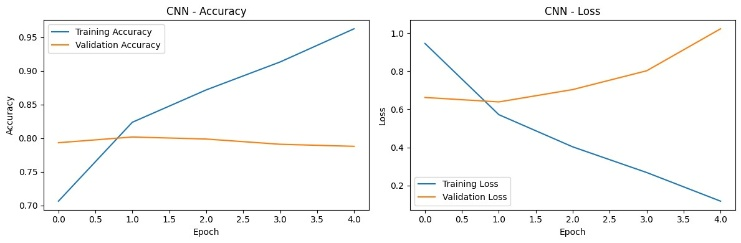 CNN - Accuracy
Training Accuracy
Validation Accuracy
Accuracy
0.95
0.90
0.85
0.80
0.75
0.70
0.0 0.5 1.0 1.5 2.0 2.5 3.0 3.5 4.0
Epoch
CNN - Loss
Loss
1.0
0.8
0.6
0.4
0.2
Training Loss
Validation Loss
0.0 0.5 1.0 1.5 2.0 2.5 3.0 3.5 4.0
Epoch